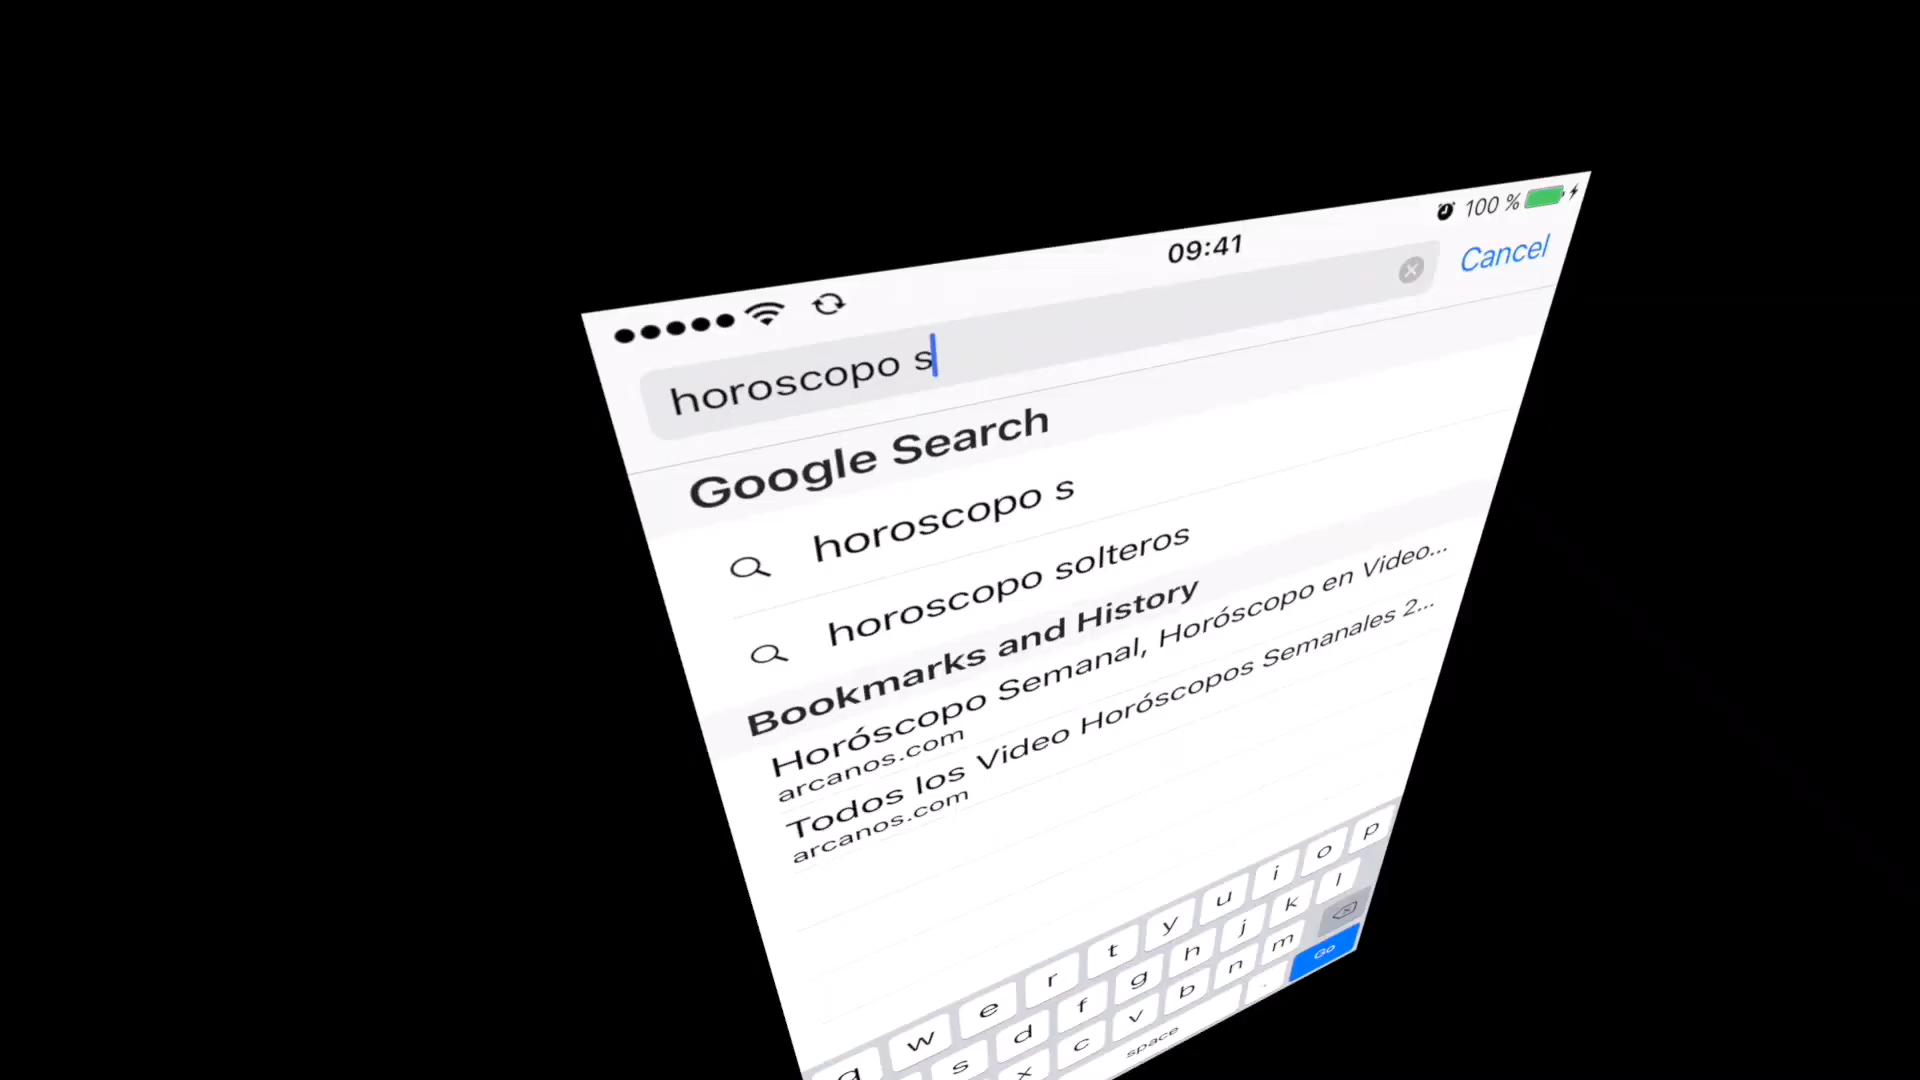 09:41
100 %
horoscopo s
Cancel
Google Search
horoscopo s
horoscopo solteros
Bookmarks and History
Horóscopo Semanal, Horóscopo en Video...
arcanos.com
Todos los Video Horóscopos Semanales 2...
arcanos.com
q w e r t y u i o p
s d f g h j k l
x c v b n m
space . Go